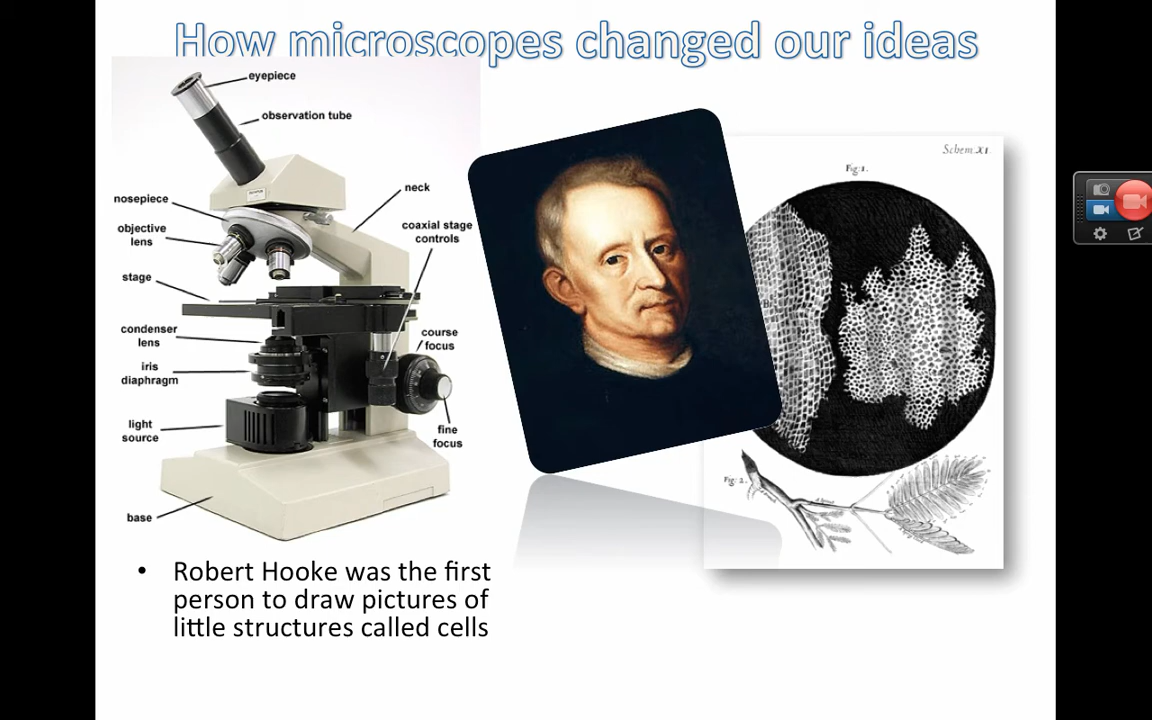 How microscopes changed our ideas
eyepiece
observation tube
nosepiece
neck
objective
lens
coaxial stage
controls
stage
condenser
lens
course
focus
iris
diaphragm
light
source
fine
focus
base
Schem. XI.
Fig: 1.
Fig: 2.
• Robert Hooke was the first
person to draw pictures of
little structures called cells